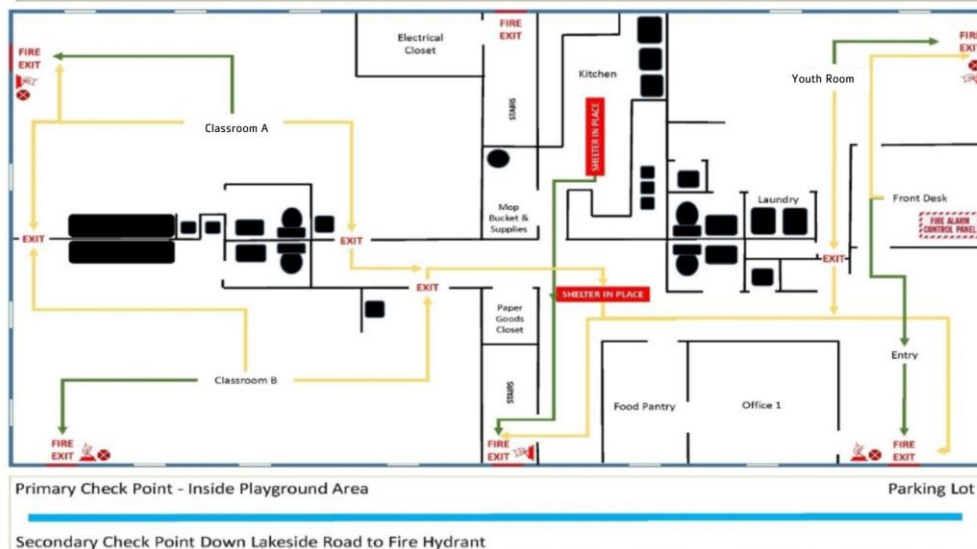 Electrical
Closet
FIRE
EXIT
Kitchen
FIRE
EXIT
FIRE
EXIT
Youth Room
STAIRS
SHELTER IN PLACE
Classroom A
Mop
Bucket &
Supplies
Laundry
Front Desk
FIRE ALARM
CONTROL PANEL
EXIT
EXIT
EXIT
EXIT
SHELTER IN PLACE
Paper
Goods
Closet
Entry
Classroom B
STAIRS
Food Pantry
Office 1
FIRE
EXIT
FIRE
EXIT
FIRE
EXIT
Primary Check Point - Inside Playground Area
Parking Lot
Secondary Check Point Down Lakeside Road to Fire Hydrant